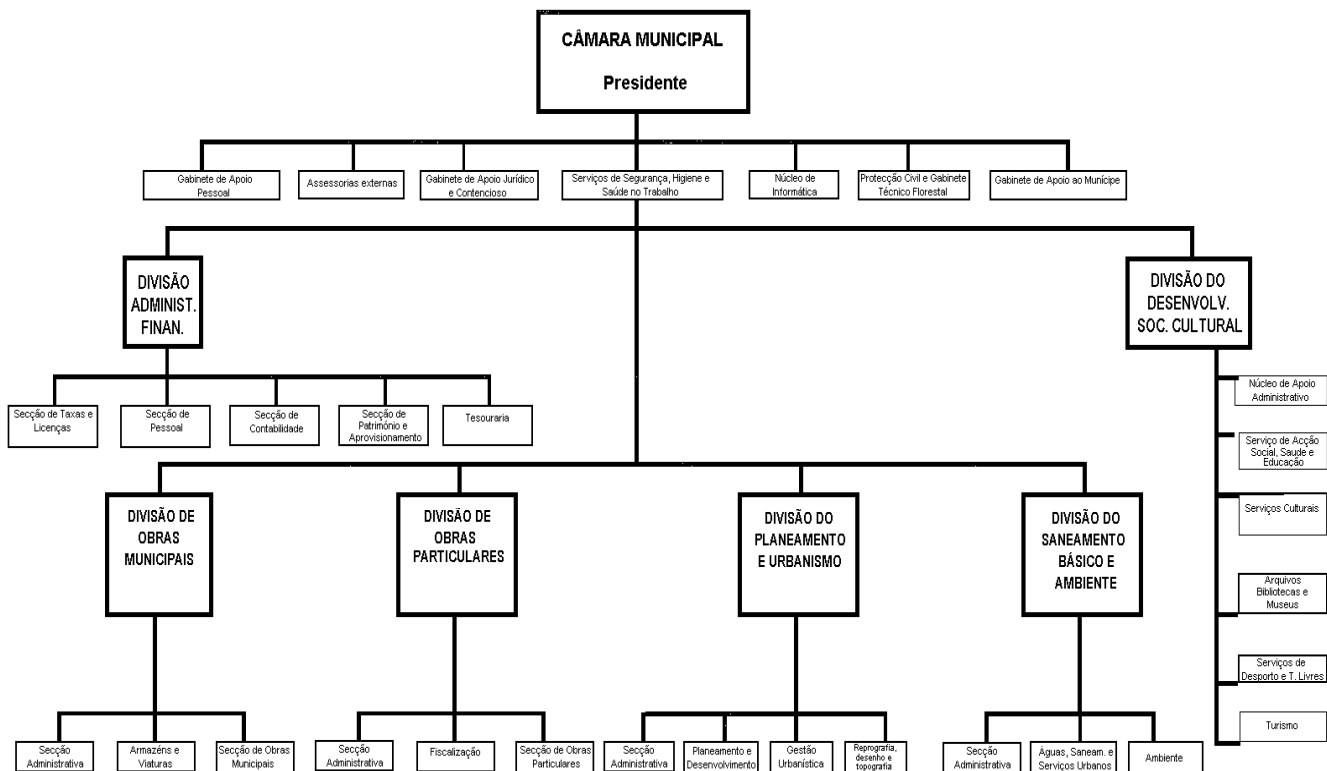 CÂMARA MUNICIPAL
Presidente
Gabinete de Apoio
Pessoal
Assessorias externas
Gabinete de Apoio Jurídico
e Contencioso
Serviços de Segurança, Higiene e
Saúde no Trabalho
Núcleo de
Informática
Protecção Civil e Gabinete
Técnico Florestal
Gabinete de Apoio ao Munícipe
DIVISÃO
ADMINIST.
FINAN.
DIVISÃO DO
DESENVOLV.
SOC. CULTURAL
Secção de Taxas e
Licenças
Secção de
Pessoal
Secção de
Contabilidade
Secção de
Património e
Aprovisionamento
Tesouraria
Núcleo de Apoio
Administrativo
Serviço de Acção
Social, Saude e
Educação
Serviços Culturais
Arquivos
Bibliotecas e
Museus
Serviços de
Desporto e T. Livres
Turismo
DIVISÃO DE
OBRAS
MUNICIPAIS
DIVISÃO DE
OBRAS
PARTICULARES
DIVISÃO DO
PLANEAMENTO
E URBANISMO
DIVISÃO DO
SANEAMENTO
BÁSICO E
AMBIENTE
Secção
Administrativa
Armazéns e
Viaturas
Secção de Obras
Municipais
Secção
Administrativa
Fiscalização
Secção de Obras
Particulares
Secção
Administrativa
Planeamento e
Desenvolvimento
Gestão
Urbanística
Reprografia,
desenho e
topografia
Secção
Administrativa
Águas, Saneam. e
Serviços Urbanos
Ambiente